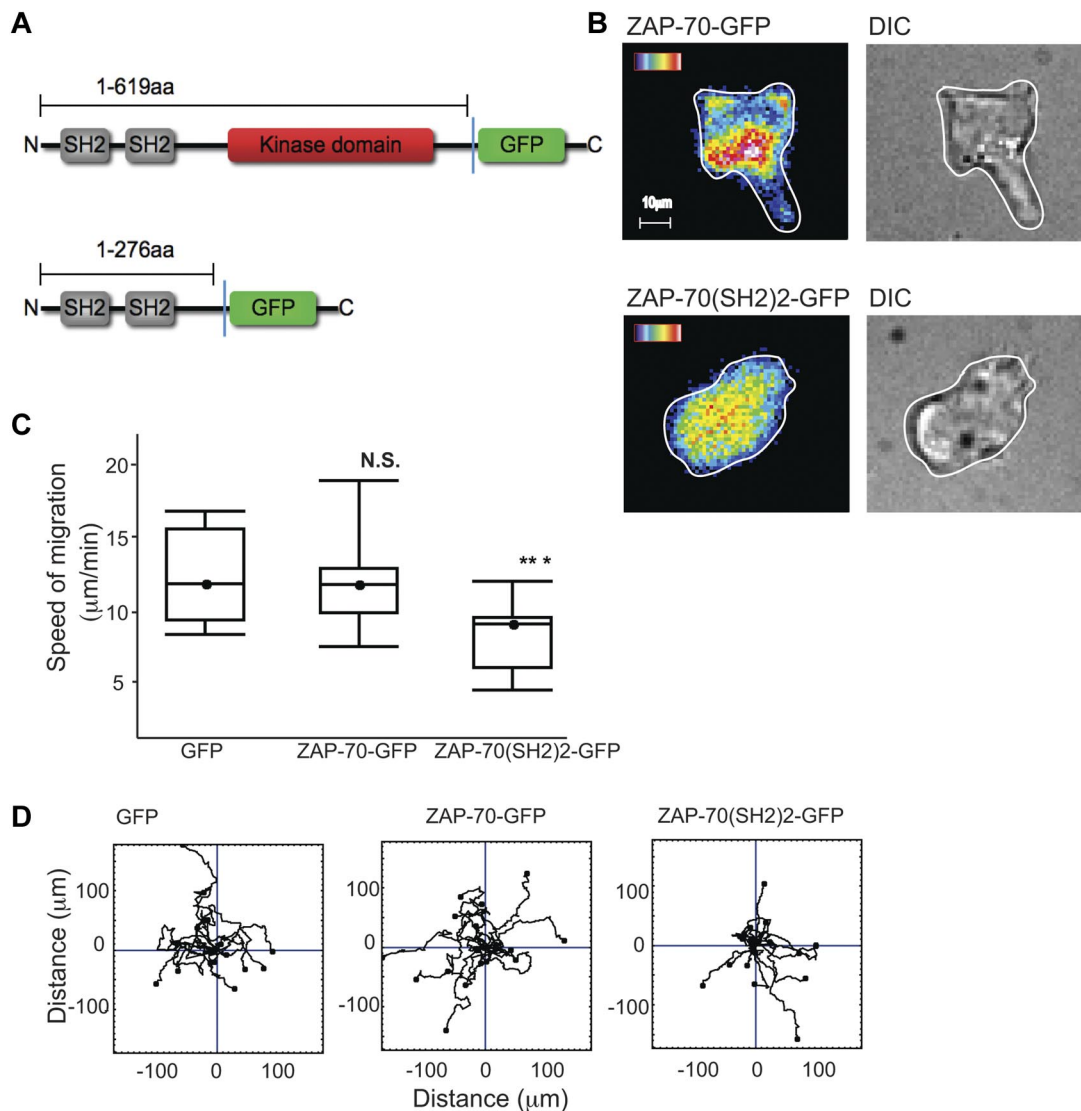 A
1-619aa
N SH2 SH2 Kinase domain GFP C
1-276aa
N SH2 SH2 GFP C
B
ZAP-70-GFP DIC
10µm
ZAP-70(SH2)2-GFP DIC
C
Speed of migration
(µm/min)
20
15
10
5
N.S.
** *
GFP ZAP-70-GFP ZAP-70(SH2)2-GFP
D
GFP ZAP-70-GFP ZAP-70(SH2)2-GFP
Distance (µm)
100 100 100
0 0 0
-100 -100 -100
-100 0 100 -100 0 100 -100 0 100
Distance (µm)